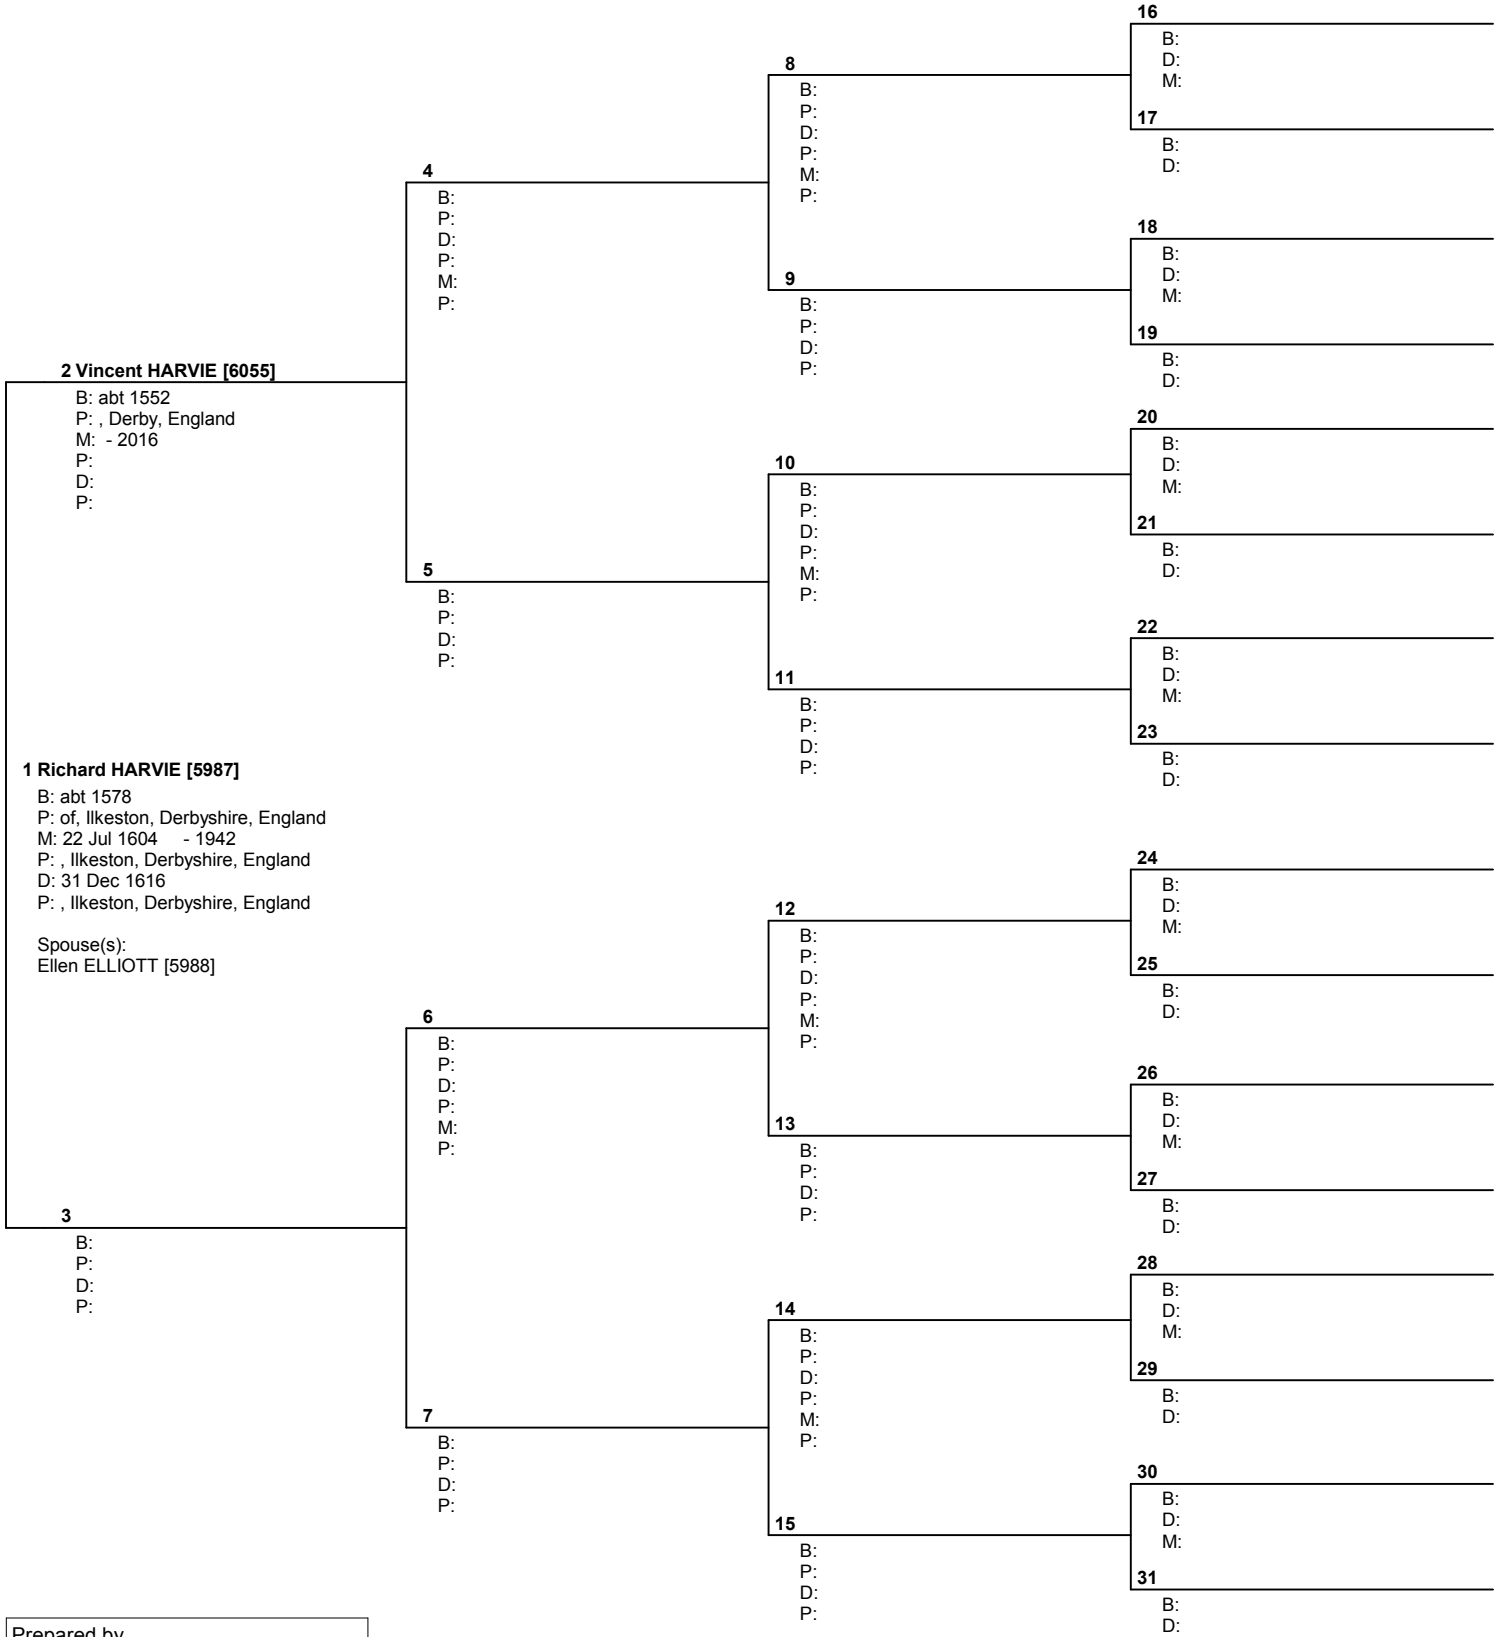 16
B:
D:
M:
8
B:
P:
D:
P:
M:
P:
17
B:
D:
4
B:
P:
D:
P:
M:
P:
18
B:
D:
M:
9
B:
P:
D:
P:
19
B:
D:
2 Vincent HARVIE [6055]
B: abt 1552
P: , Derby, England
M: - 2016
P:
D:
P:
20
B:
D:
M:
10
B:
P:
D:
P:
M:
P:
21
B:
D:
5
B:
P:
D:
P:
22
B:
D:
M:
11
B:
P:
D:
P:
23
B:
D:
1 Richard HARVIE [5987]
B: abt 1578
P: of, Ilkeston, Derbyshire, England
M: 22 Jul 1604 - 1942
P: , Ilkeston, Derbyshire, England
D: 31 Dec 1616
P: , Ilkeston, Derbyshire, England
Spouse(s):
Ellen ELLIOTT [5988]
24
B:
D:
M:
12
B:
P:
D:
P:
M:
P:
25
B:
D:
6
B:
P:
D:
P:
M:
P:
26
B:
D:
M:
13
B:
P:
D:
P:
27
B:
D:
3
B:
P:
D:
P:
28
B:
D:
M:
14
B:
P:
D:
P:
M:
P:
29
B:
D:
7
B:
P:
D:
P:
30
B:
D:
M:
15
B:
P:
D:
P:
31
B:
D:
Prepared by